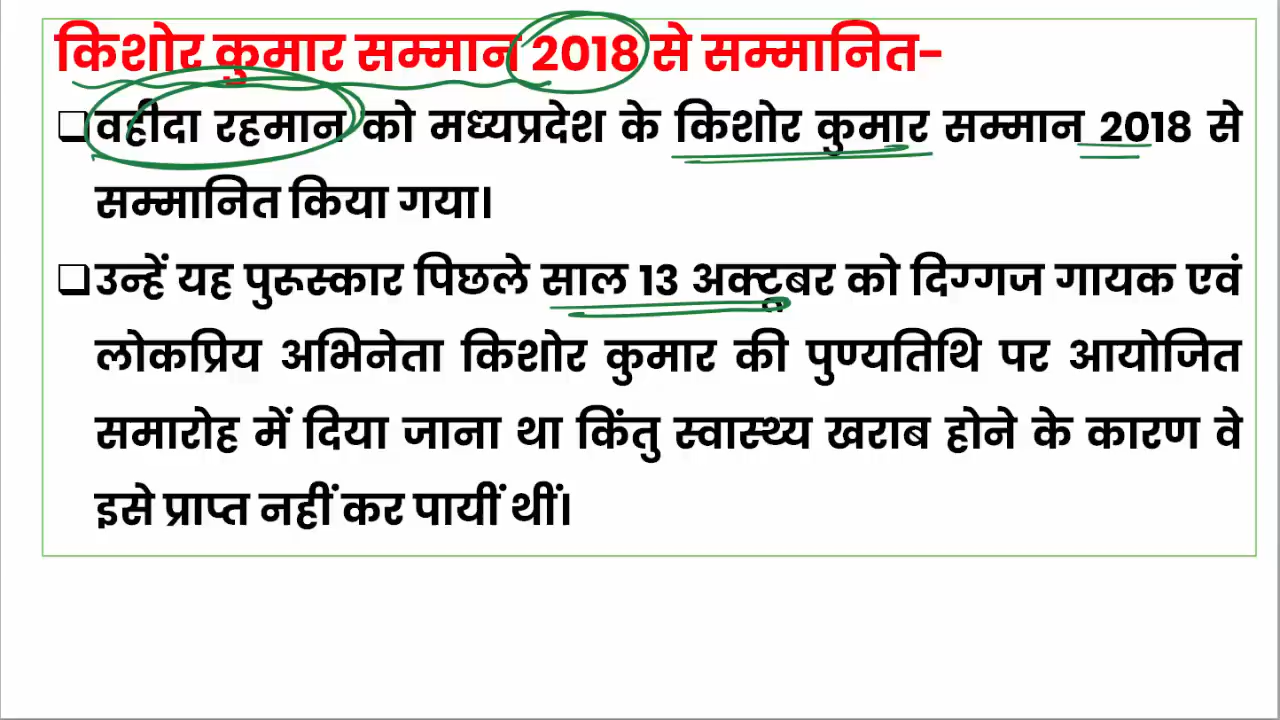 किशोर कुमार सम्मान 2018 से सम्मानित-
❑वहीदा रहमान को मध्यप्रदेश के किशोर कुमार सम्मान 2018 से
सम्मानित किया गया।
❑उन्हें यह पुरूस्कार पिछले साल 13 अक्टूबर को दिग्गज गायक एवं
लोकप्रिय अभिनेता किशोर कुमार की पुण्यतिथि पर आयोजित
समारोह में दिया जाना था किंतु स्वास्थ्य खराब होने के कारण वे
इसे प्राप्त नहीं कर पायीं थीं।